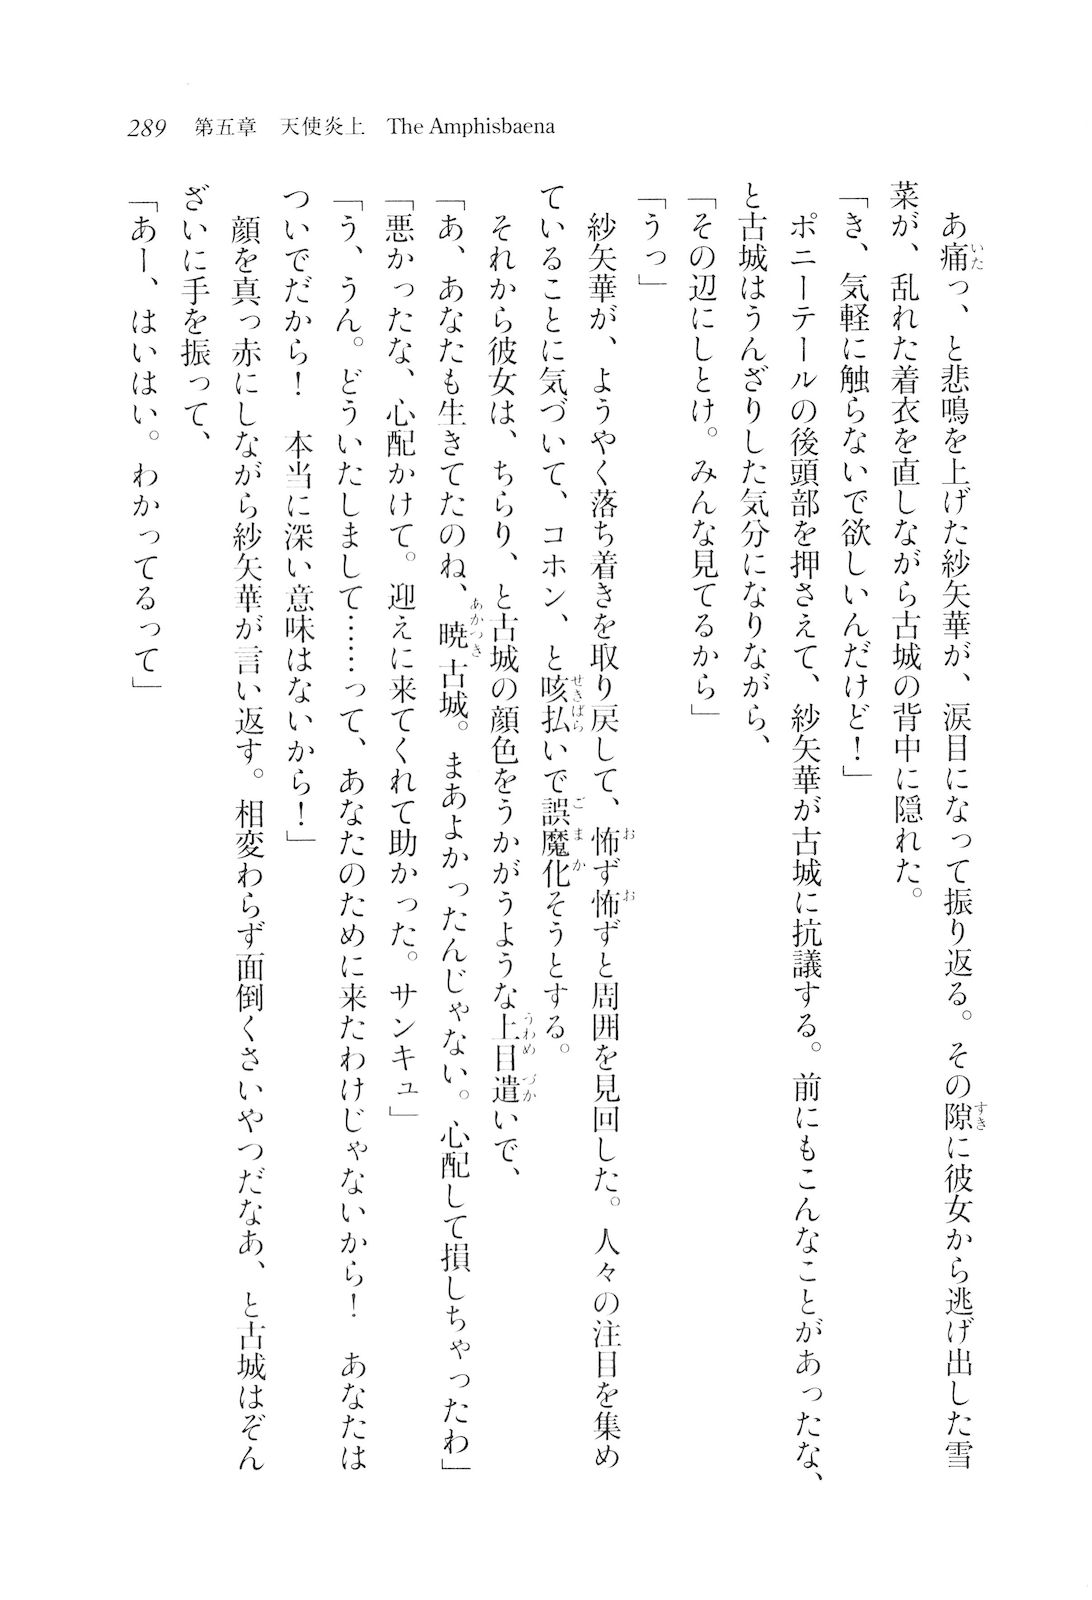 289 第五章　天使炎上　The Amphisbaena
　あ痛っ、と悲鳴を上げた紗矢華が、涙目になって振り返る。その隙に彼女から逃げ出した雪
菜が、乱れた着衣を直しながら古城の背中に隠れた。
「き、気軽に触らないで欲しいんだけど！」
　ポニーテールの後頭部を押さえて、紗矢華が古城に抗議する。前にもこんなことがあったな、
と古城はうんざりした気分になりながら、
「その辺にしとけ。みんな見てるから」
「うっ」
　紗矢華が、ようやく落ち着きを取り戻して、怖ず怖ずと周囲を見回した。人々の注目を集め
ていることに気づいて、コホン、と咳払いで誤魔化そうとする。
　それから彼女は、ちらり、と古城の顔色をうかがうような上目遣いで、
「あ、あなたも生きてたのね、暁古城。まあよかったんじゃない。心配して損しちゃったわ」
「悪かったな、心配かけて。迎えに来てくれて助かった。サンキュ」
「う、うん。どういたしまして……って、あなたのために来たわけじゃないから！　あなたは
ついでだから！　本当に深い意味はないから！」
　顔を真っ赤にしながら紗矢華が言い返す。相変わらず面倒くさいやつだなあ、と古城はぞん
ざいに手を振って、
「あー、はいはい。わかってるって」